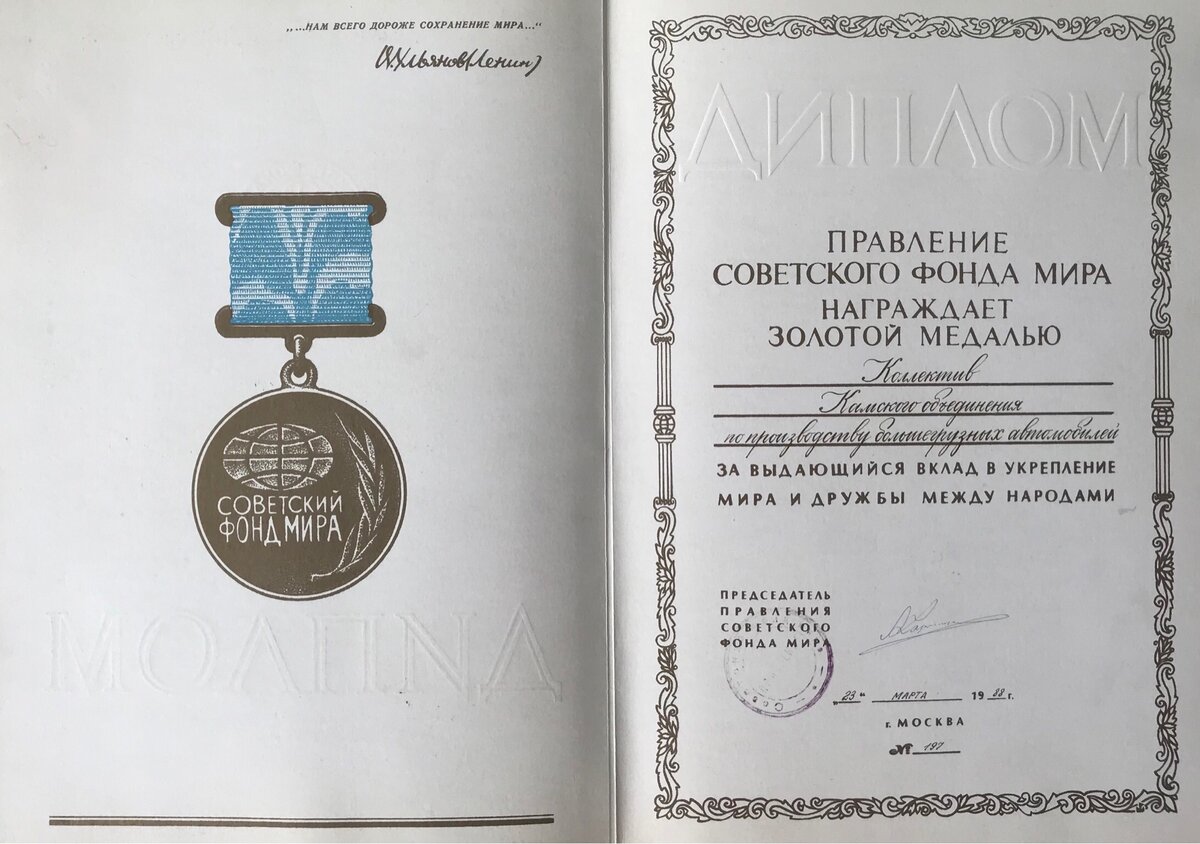 „...НАМ ВСЕГО ДОРОЖЕ СОХРАНЕНИЕ МИРА..."
В.Ульянов(Ленин)
СОВЕТСКИЙ
ФОНД МИРА
ДИПЛОМ
ПРАВЛЕНИЕ
СОВЕТСКОГО ФОНДА МИРА
НАГРАЖДАЕТ
ЗОЛОТОЙ МЕДАЛЬЮ
Коллектив
Камского объединения
по производству большегрузных автомобилей
ЗА ВЫДАЮЩИЙСЯ ВКЛАД В УКРЕПЛЕНИЕ
МИРА И ДРУЖБЫ МЕЖДУ НАРОДАМИ
ПРЕДСЕДАТЕЛЬ
ПРАВЛЕНИЯ
СОВЕТСКОГО
ФОНДА МИРА
„23" МАРТА 1988 г.
г. МОСКВА
№ 197